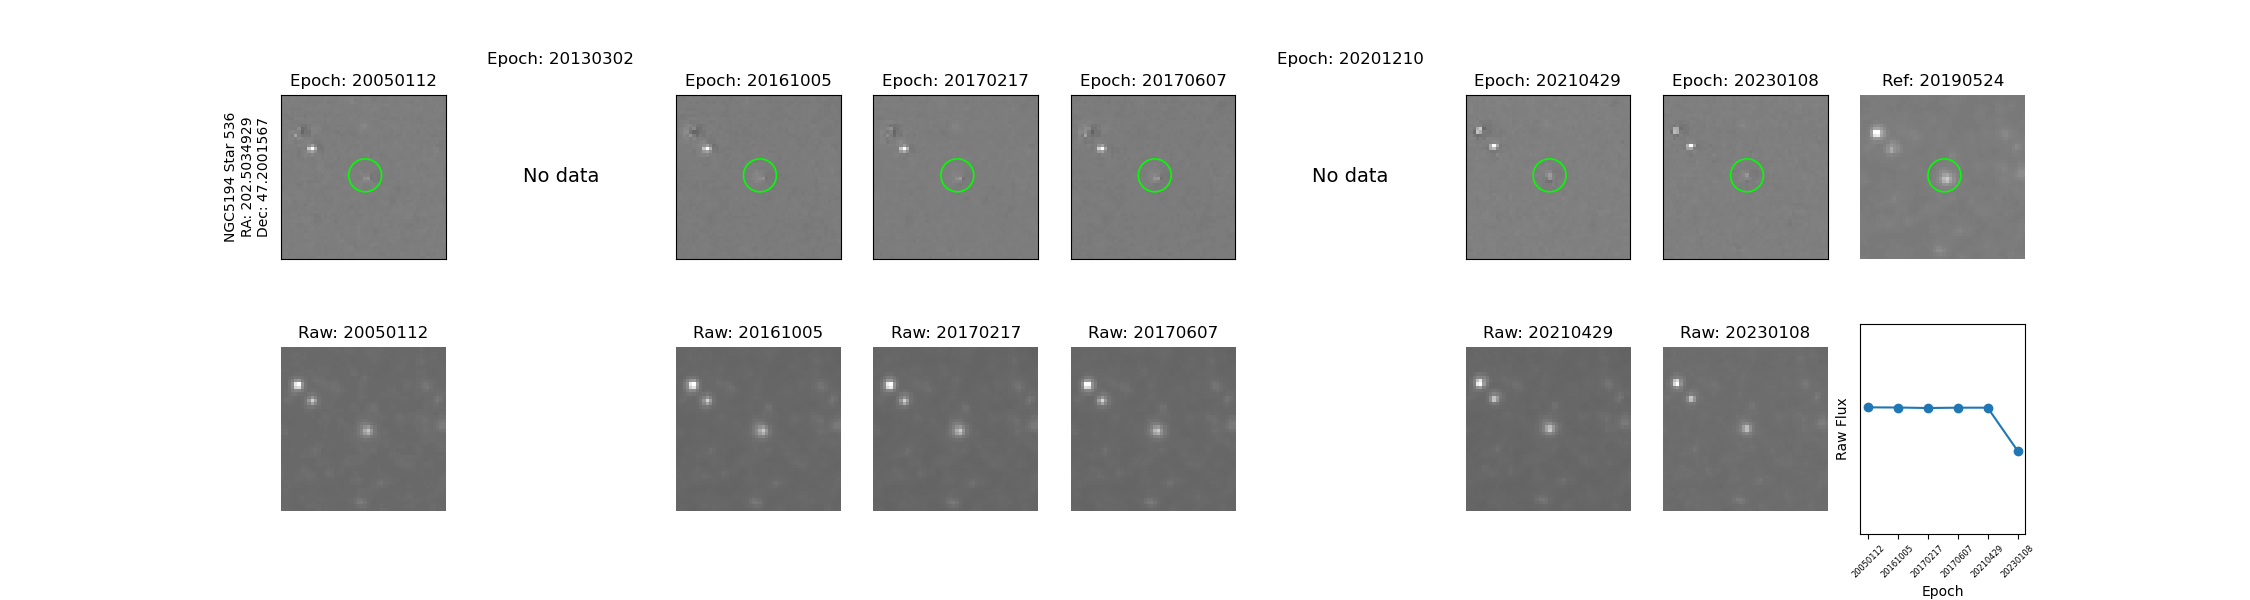 Epoch: 20130302
Epoch: 20201210
Epoch: 20050112
Epoch: 20161005
Epoch: 20170217
Epoch: 20170607
Epoch: 20210429
Epoch: 20230108
Ref: 20190524
NGC5194 Star 536
RA: 202.5034929
Dec: 47.2001567
No data
No data
Raw: 20050112
Raw: 20161005
Raw: 20170217
Raw: 20170607
Raw: 20210429
Raw: 20230108
Raw Flux
20050112
20161005
20170217
20170607
20210429
20230108
Epoch